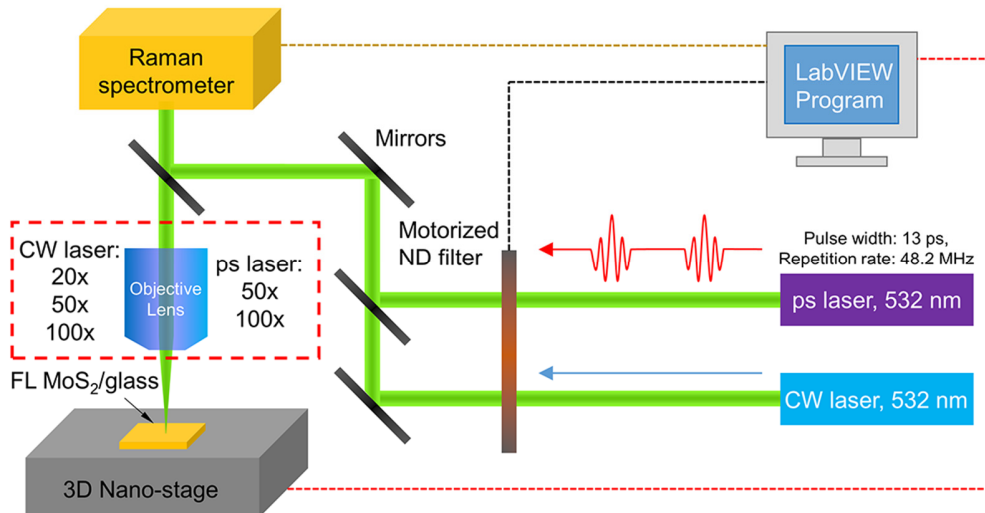 Raman
spectrometer
LabVIEW
Program
Mirrors
Motorized
ND filter
Pulse width: 13 ps,
Repetition rate: 48.2 MHz
CW laser:
20x
50x
100x
Objective
Lens
ps laser:
50x
100x
ps laser, 532 nm
FL MoS₂/glass
CW laser, 532 nm
3D Nano-stage